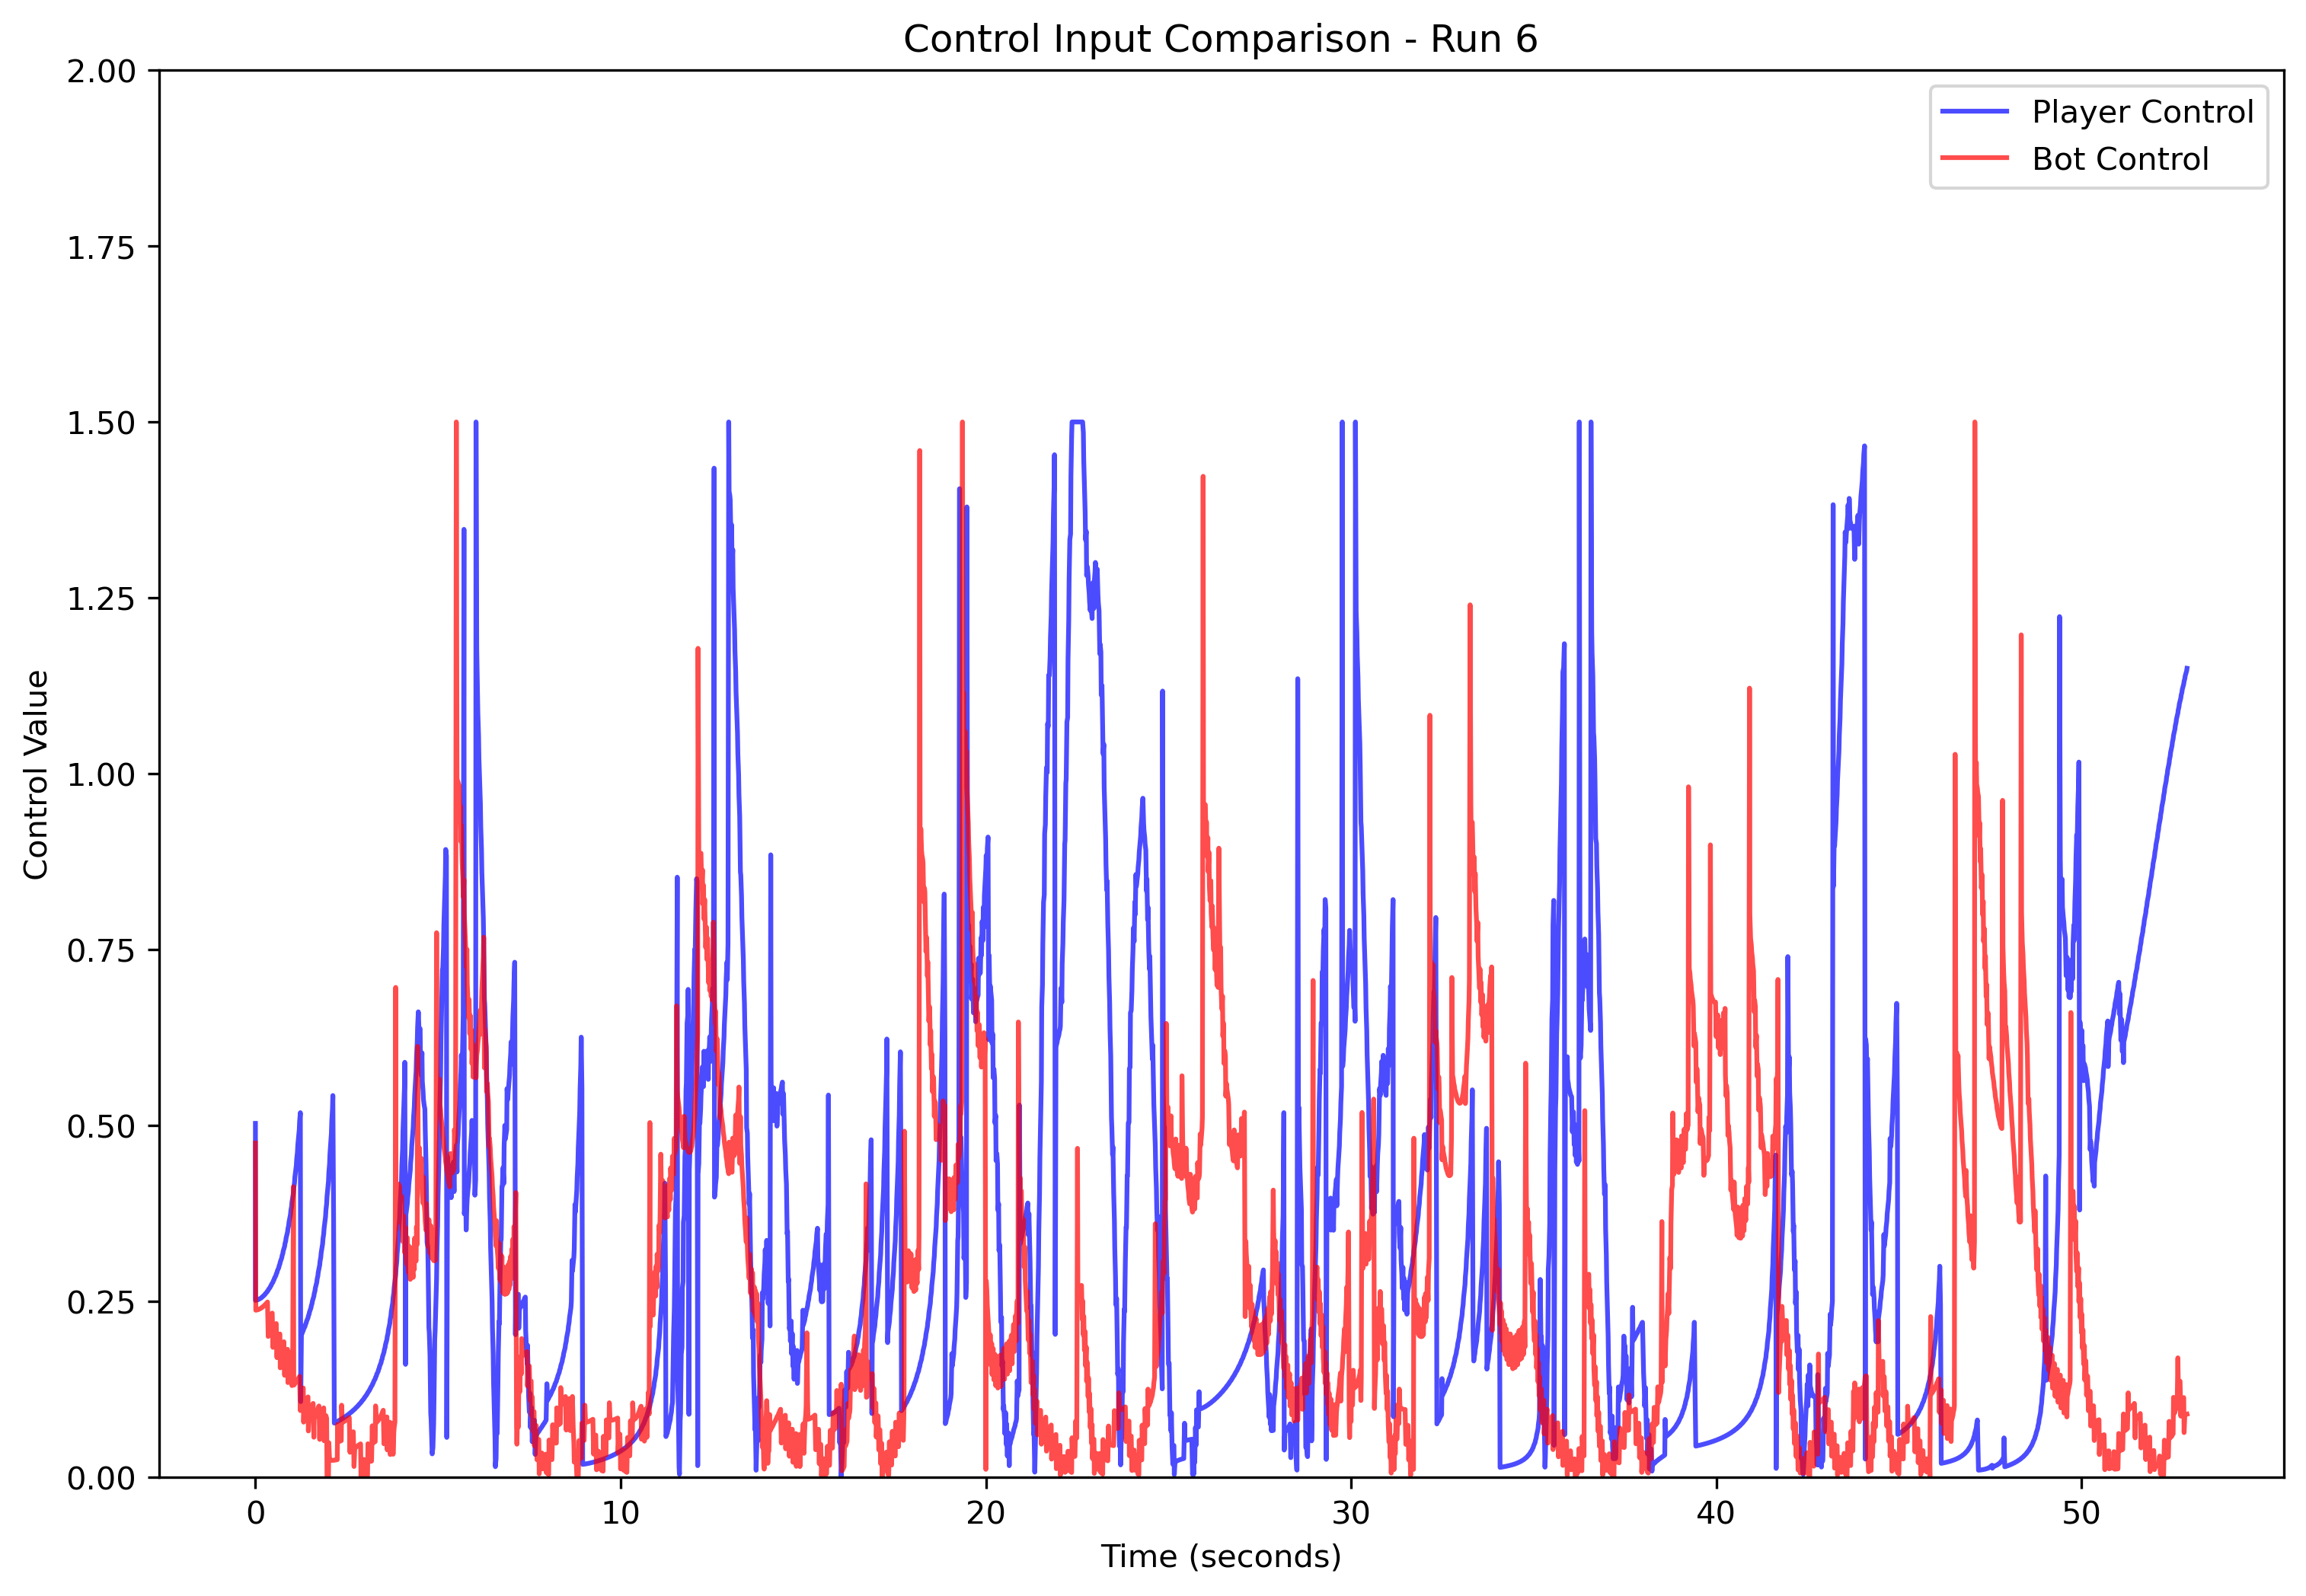 Control Input Comparison - Run 6
Player Control
Bot Control
Control Value
2.00
1.75
1.50
1.25
1.00
0.75
0.50
0.25
0.00
0 10 20 30 40 50
Time (seconds)